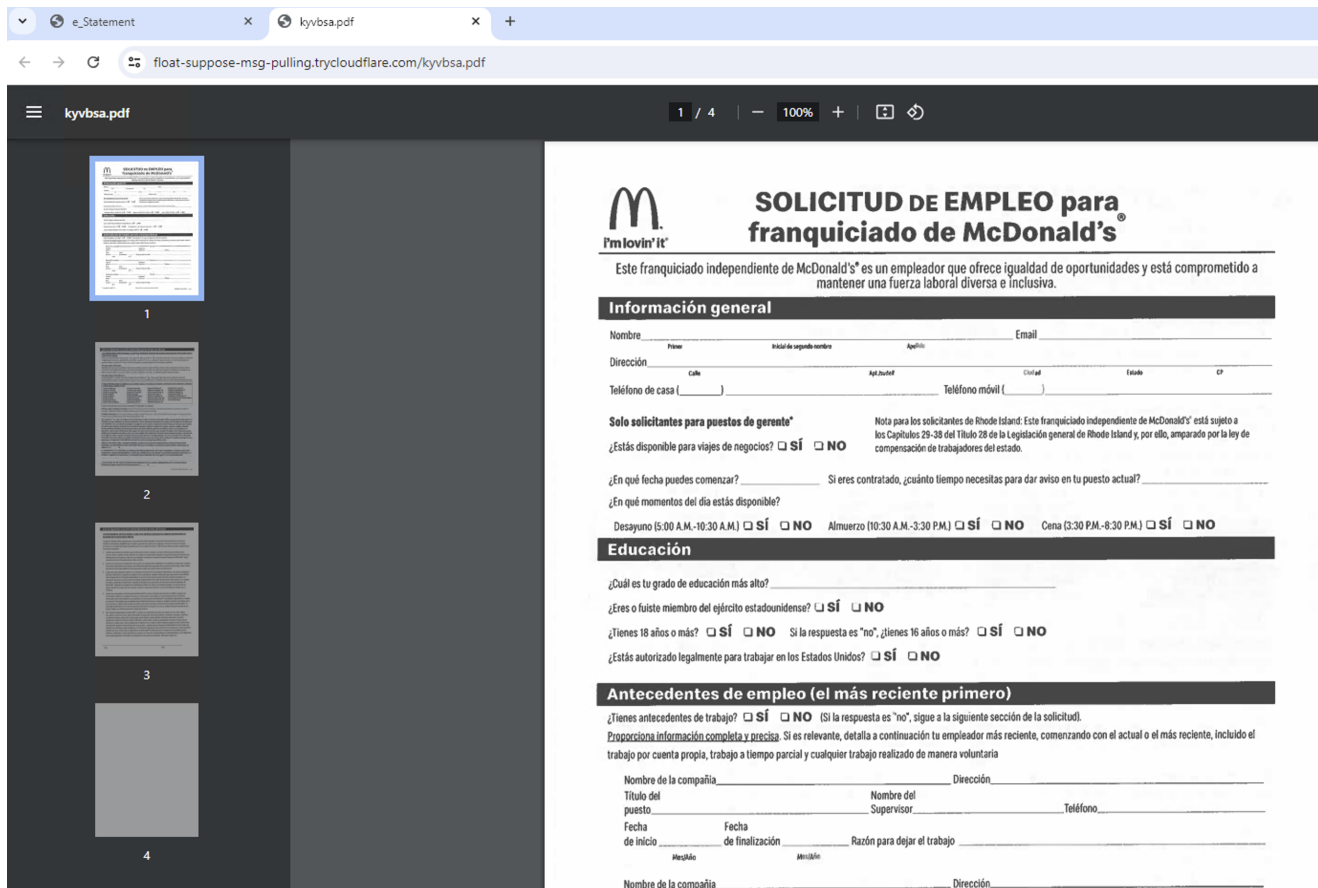 e_Statement
kyvbsa.pdf
float-suppose-msg-pulling.trycloudflare.com/kyvbsa.pdf
kyvbsa.pdf
1 / 4
100%
1
2
3
4
i'm lovin' it®
SOLICITUD DE EMPLEO para
franquiciado de McDonald's®
Este franquiciado independiente de McDonald's® es un empleador que ofrece igualdad de oportunidades y está comprometido a
mantener una fuerza laboral diversa e inclusiva.
Información general
Nombre Email
Primer Inicial de segundo nombre Apellido
Dirección
Calle Apt./suite# Ciudad Estado CP
Teléfono de casa ( ) Teléfono móvil ( )
Solo solicitantes para puestos de gerente*
¿Estás disponible para viajes de negocios? ❏ SÍ ❏ NO
Nota para los solicitantes de Rhode Island: Este franquiciado independiente de McDonald's® está sujeto a
los Capítulos 29-38 del Título 28 de la Legislación general de Rhode Island y, por ello, amparado por la ley de
compensación de trabajadores del estado.
¿En qué fecha puedes comenzar? Si eres contratado, ¿cuánto tiempo necesitas para dar aviso en tu puesto actual?
¿En qué momentos del día estás disponible?
Desayuno (5:00 A.M.-10:30 A.M.) ❏ SÍ ❏ NO Almuerzo (10:30 A.M.-3:30 P.M.) ❏ SÍ ❏ NO Cena (3:30 P.M.-8:30 P.M.) ❏ SÍ ❏ NO
Educación
¿Cuál es tu grado de educación más alto?
¿Eres o fuiste miembro del ejército estadounidense? ❏ SÍ ❏ NO
¿Tienes 18 años o más? ❏ SÍ ❏ NO Si la respuesta es "no", ¿tienes 16 años o más? ❏ SÍ ❏ NO
¿Estás autorizado legalmente para trabajar en los Estados Unidos? ❏ SÍ ❏ NO
Antecedentes de empleo (el más reciente primero)
¿Tienes antecedentes de trabajo? ❏ SÍ ❏ NO (Si la respuesta es "no", sigue a la siguiente sección de la solicitud).
Proporciona información completa y precisa. Si es relevante, detalla a continuación tu empleador más reciente, comenzando con el actual o el más reciente, incluido el
trabajo por cuenta propia, trabajo a tiempo parcial y cualquier trabajo realizado de manera voluntaria
Nombre de la compañia Dirección
Título del Nombre del
puesto Supervisor Teléfono
Fecha Fecha
de inicio de finalización Razón para dejar el trabajo
Mes/Año Mes/Año
Nombre de la compañia Dirección